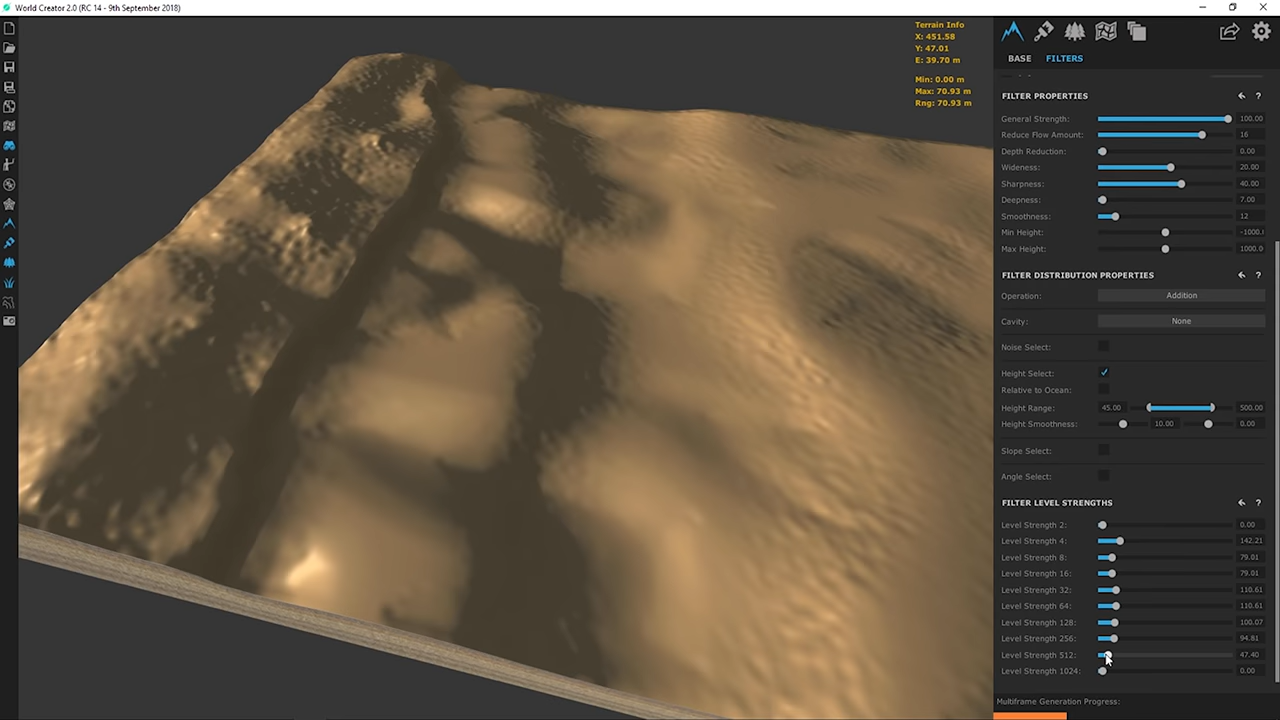 World Creator 2.0 (RC 14 - 9th September 2018)
Terrain Info
X: 451.58
Y: 47.01
E: 39.70 m
Min: 0.00 m
Max: 70.93 m
Rng: 70.93 m
BASE FILTERS
FILTER PROPERTIES ?
General Strength: 100.00
Reduce Flow Amount: 16
Depth Reduction: 0.00
Wideness: 20.00
Sharpness: 40.00
Deepness: 7.00
Smoothness: 12
Min Height: -1000.
Max Height: 1000.0
FILTER DISTRIBUTION PROPERTIES ?
Operation: Addition
Cavity: None
Noise Select:
Height Select: ✓
Relative to Ocean:
Height Range: 45.00 500.00
Height Smoothness: 10.00 0.00
Slope Select:
Angle Select:
FILTER LEVEL STRENGTHS ?
Level Strength 2: 0.00
Level Strength 4: 142.21
Level Strength 8: 79.01
Level Strength 16: 79.01
Level Strength 32: 110.61
Level Strength 64: 110.61
Level Strength 128: 100.07
Level Strength 256: 94.81
Level Strength 512: 47.40
Level Strength 1024: 0.00
Multiframe Generation Progress: